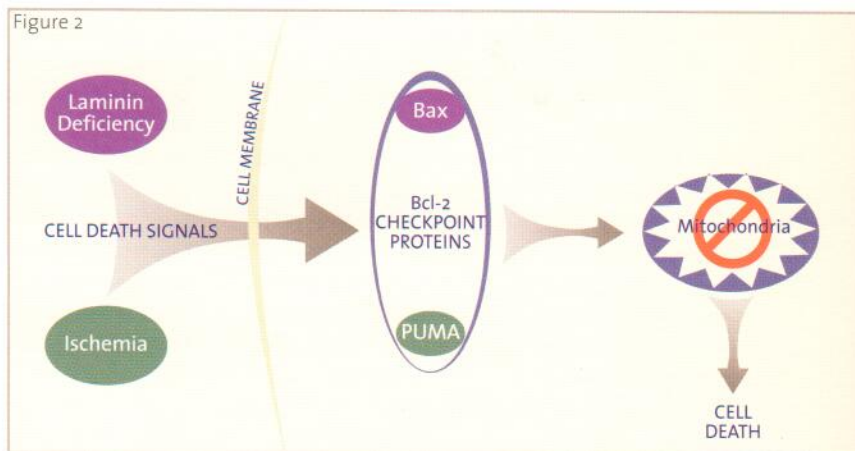 Figure 2
Laminin
Deficiency
CELL MEMBRANE
Bax
CELL DEATH SIGNALS
Bcl-2
CHECKPOINT
PROTEINS
Mitochondria
Ischemia
PUMA
CELL
DEATH